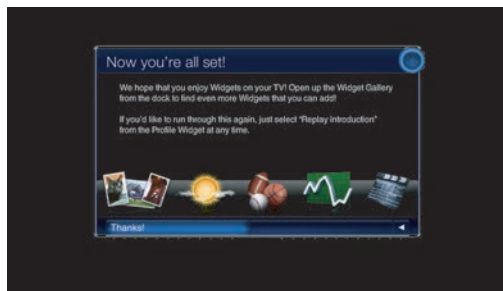 Now you're all set!
We hope that you enjoy Widgets on your TV! Open up the Widget Gallery
from the dock to find even more Widgets that you can add!
If you'd like to run through this again, just select "Replay introduction"
from the Profile Widget at any time.
Thanks!